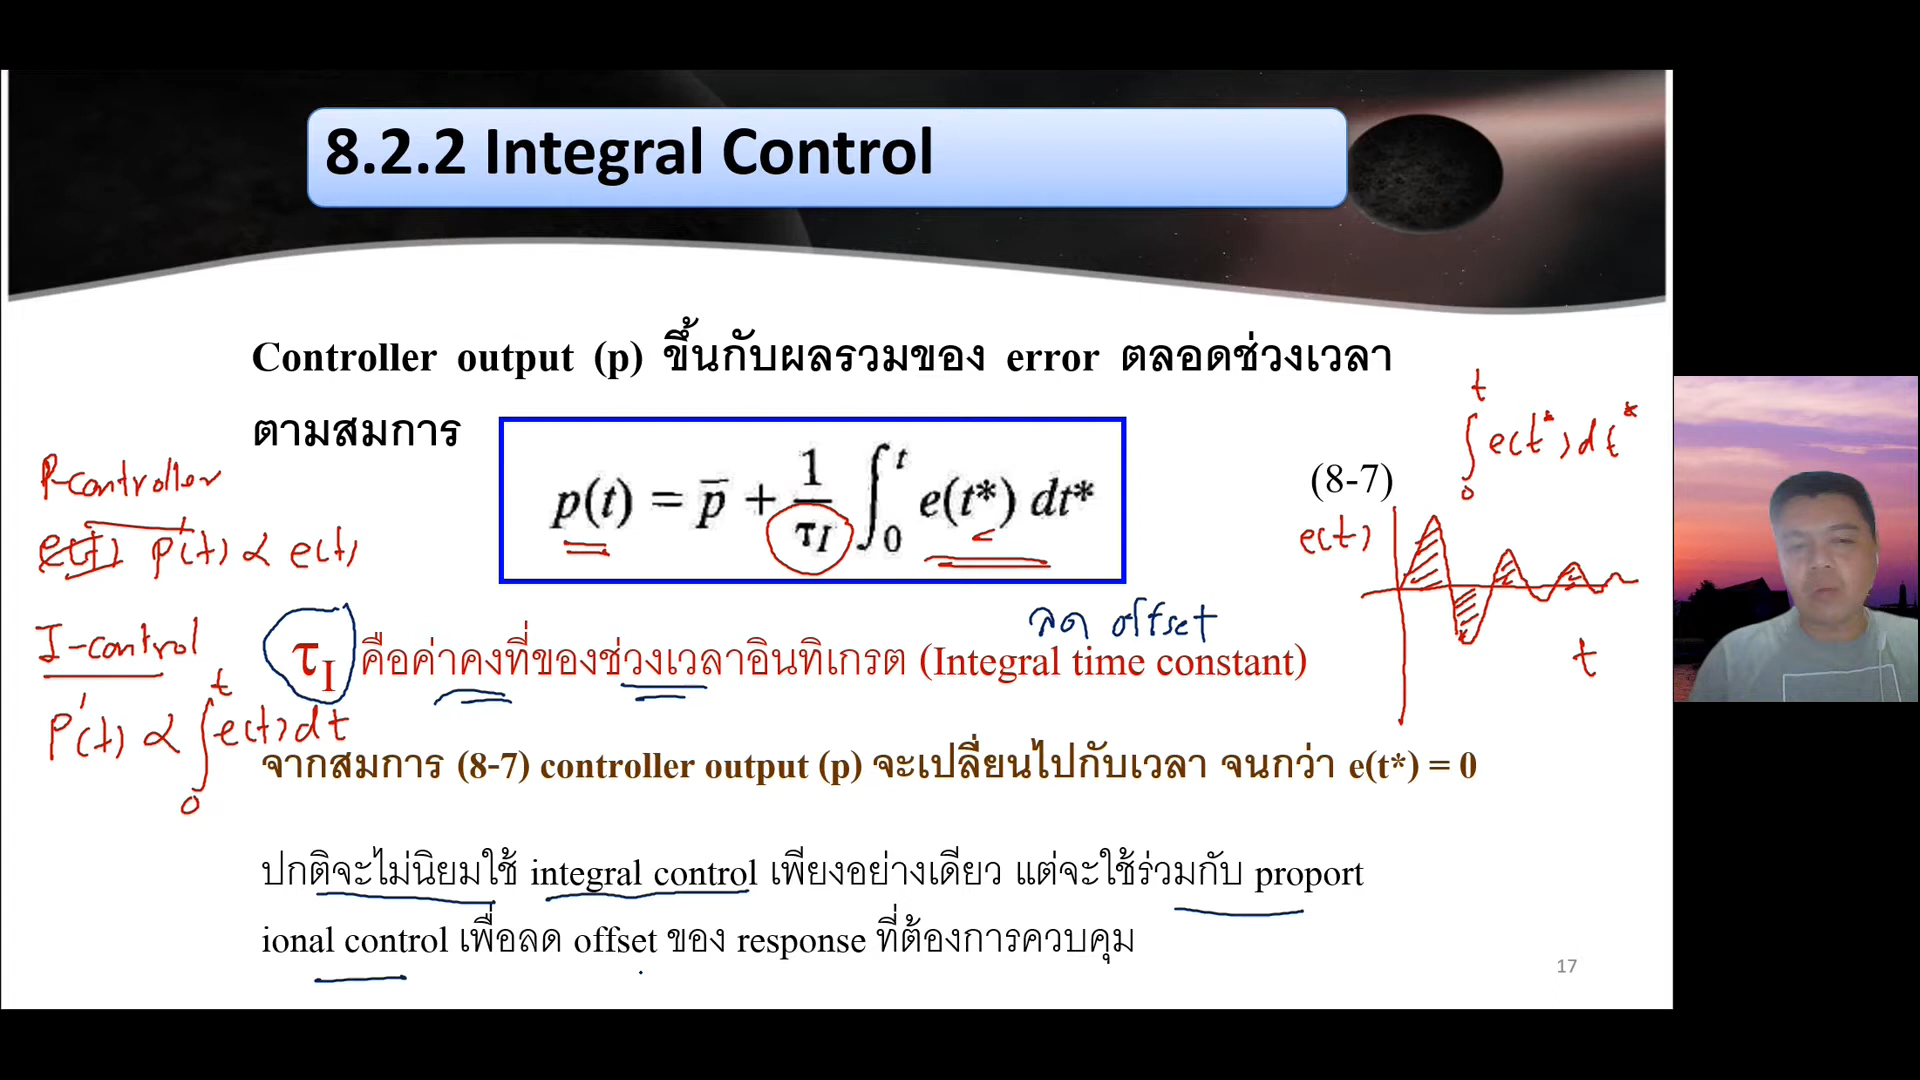 8.2.2 Integral Control
Controller output (p) ขึ้นกับผลรวมของ error ตลอดช่วงเวลา
ตามสมการ
p(t) = p̄ + 1/τI ∫₀ᵗ e(t*) dt*
(8-7)
∫₀ᵗ e(t*) dt*
e(t)
t
P-controller
e(t) p'(t) ∝ e(t)
I-control
P'(t) ∝ ∫₀ᵗ e(t) dt
ลด offset
τI คือค่าคงที่ของช่วงเวลาอินทิเกรต (Integral time constant)
จากสมการ (8-7) controller output (p) จะเปลี่ยนไปกับเวลา จนกว่า e(t*) = 0
ปกติจะไม่นิยมใช้ integral control เพียงอย่างเดียว แต่จะใช้ร่วมกับ proport
ional control เพื่อลด offset ของ response ที่ต้องการควบคุม
17